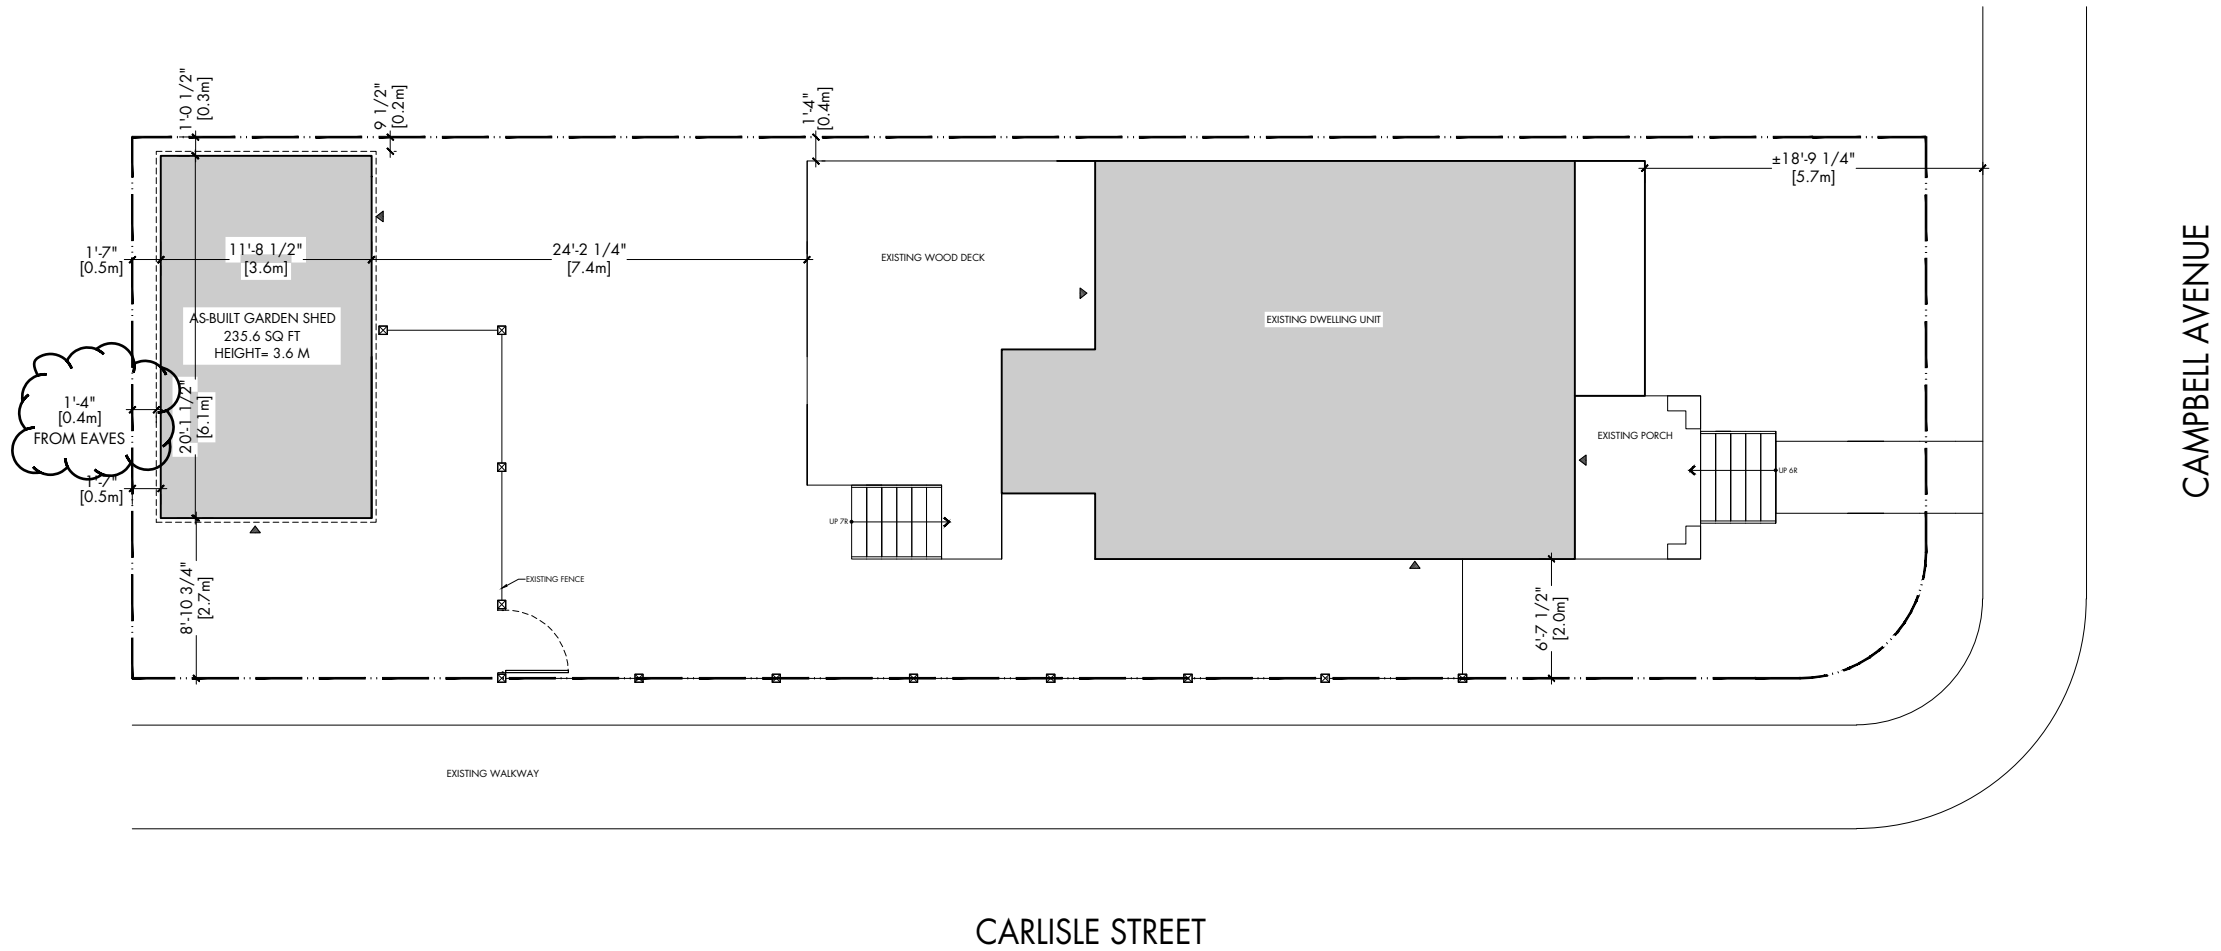 1'-0 1/2"
[0.3m]
9 1/2"
[0.2m]
1'-4"
[0.4m]
±18'-9 1/4"
[5.7m]
1'-7"
[0.5m]
11'-8 1/2"
[3.6m]
24'-2 1/4"
[7.4m]
EXISTING WOOD DECK
AS-BUILT GARDEN SHED
235.6 SQ FT
HEIGHT= 3.6 M
EXISTING DWELLING UNIT
CAMPBELL AVENUE
1'-4"
[0.4m]
FROM EAVES
20'-1 1/2"
[6.1m]
EXISTING PORCH
UP 6R
1'-7"
[0.5m]
UP 7R
8'-10 3/4"
[2.7m]
EXISTING FENCE
6'-7 1/2"
[2.0m]
EXISTING WALKWAY
CARLISLE STREET